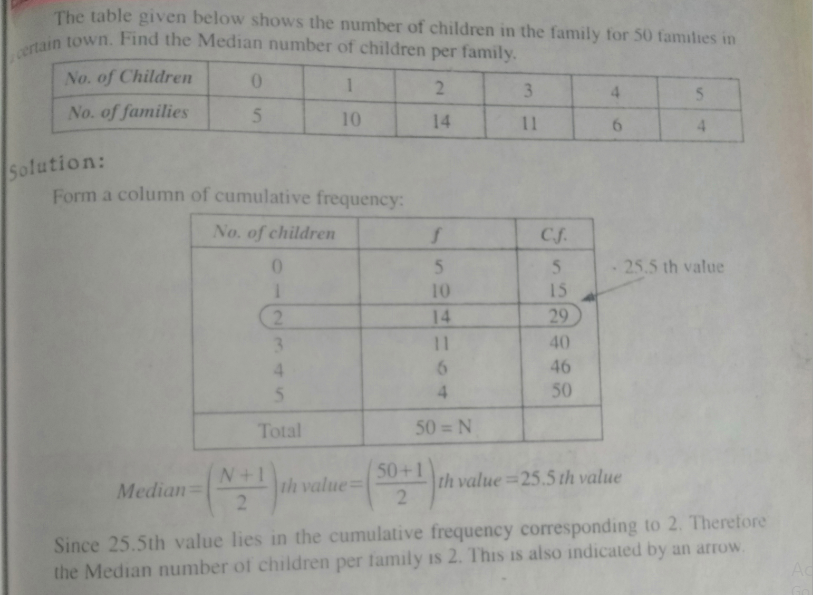 The table given below shows the number of children in the family for 50 families in
certain town. Find the Median number of children per family.
No. of Children 0 1 2 3 4 5
No. of families 5 10 14 11 6 4
Solution:
Form a column of cumulative frequency:
No. of children f C.f.
0 5 5 - 25.5 th value
1 10 15
2 14 29
3 11 40
4 6 46
5 4 50
Total 50 = N
Median = (N + 1 / 2) th value = (50 + 1 / 2) th value = 25.5 th value
Since 25.5th value lies in the cumulative frequency corresponding to 2. Therefore
the Median number of children per family is 2. This is also indicated by an arrow.